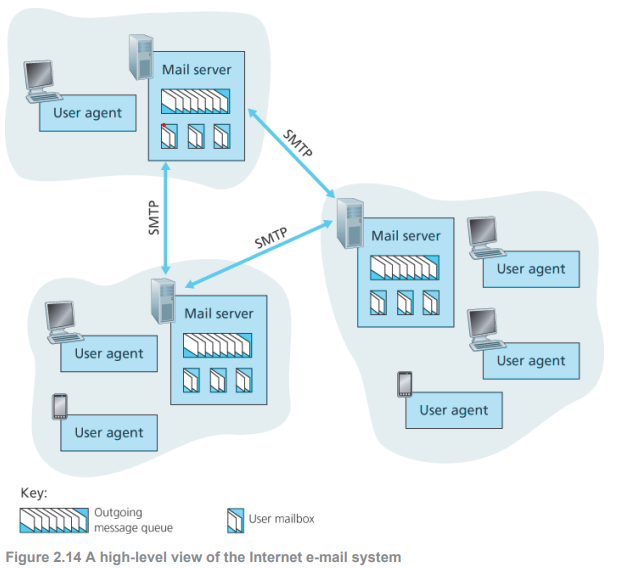 Mail server
User agent
SMTP
SMTP
SMTP
Mail server
User agent
User agent
User agent
Mail server
User agent
User agent
Key:
Outgoing
message queue
User mailbox
Figure 2.14 A high-level view of the Internet e-mail system